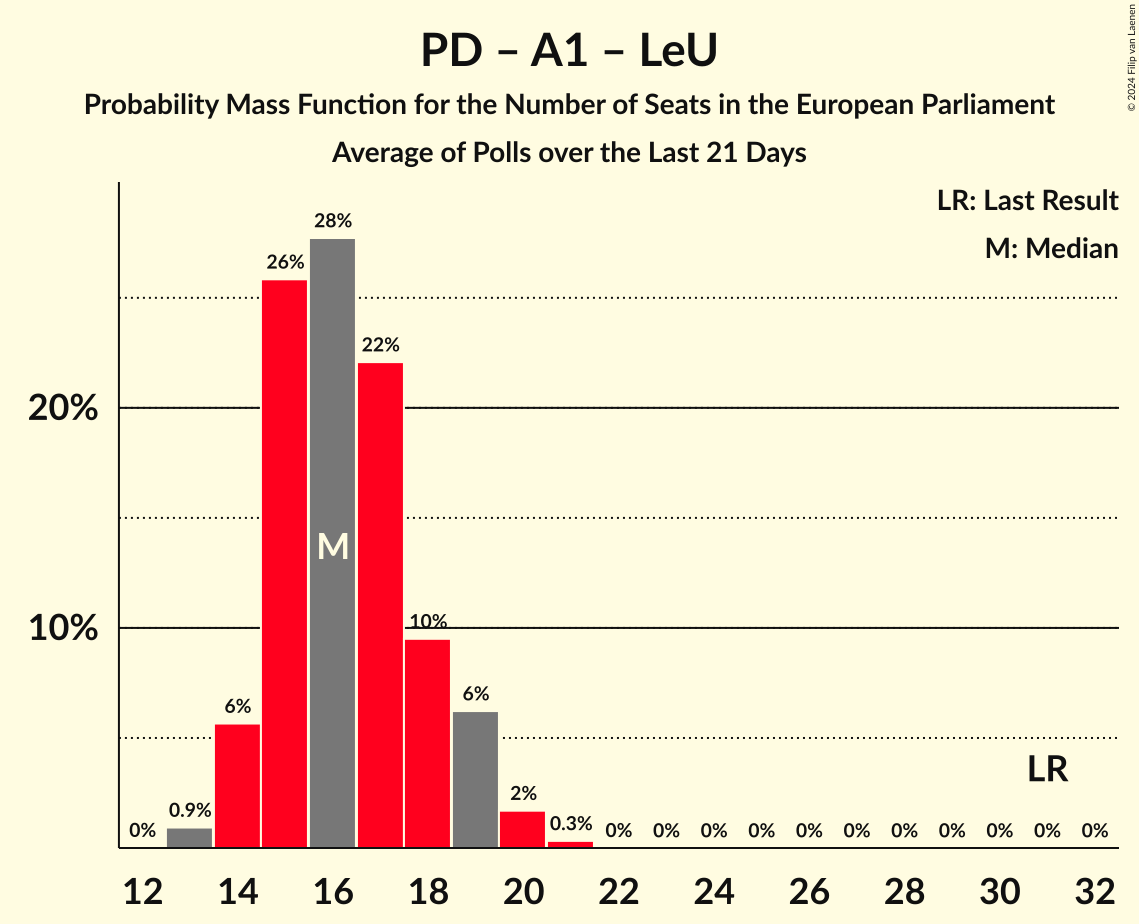 PD – A1 – LeU
Probability Mass Function for the Number of Seats in the European Parliament
Average of Polls over the Last 21 Days
© 2024 Filip van Laenen
LR: Last Result
M: Median
20%
10%
0% 0.9% 6% 26% 28% 22% 10% 6% 2% 0.3% 0% 0% 0% 0% 0% 0% 0% 0% 0% 0% 0%
M
LR
12 14 16 18 20 22 24 26 28 30 32